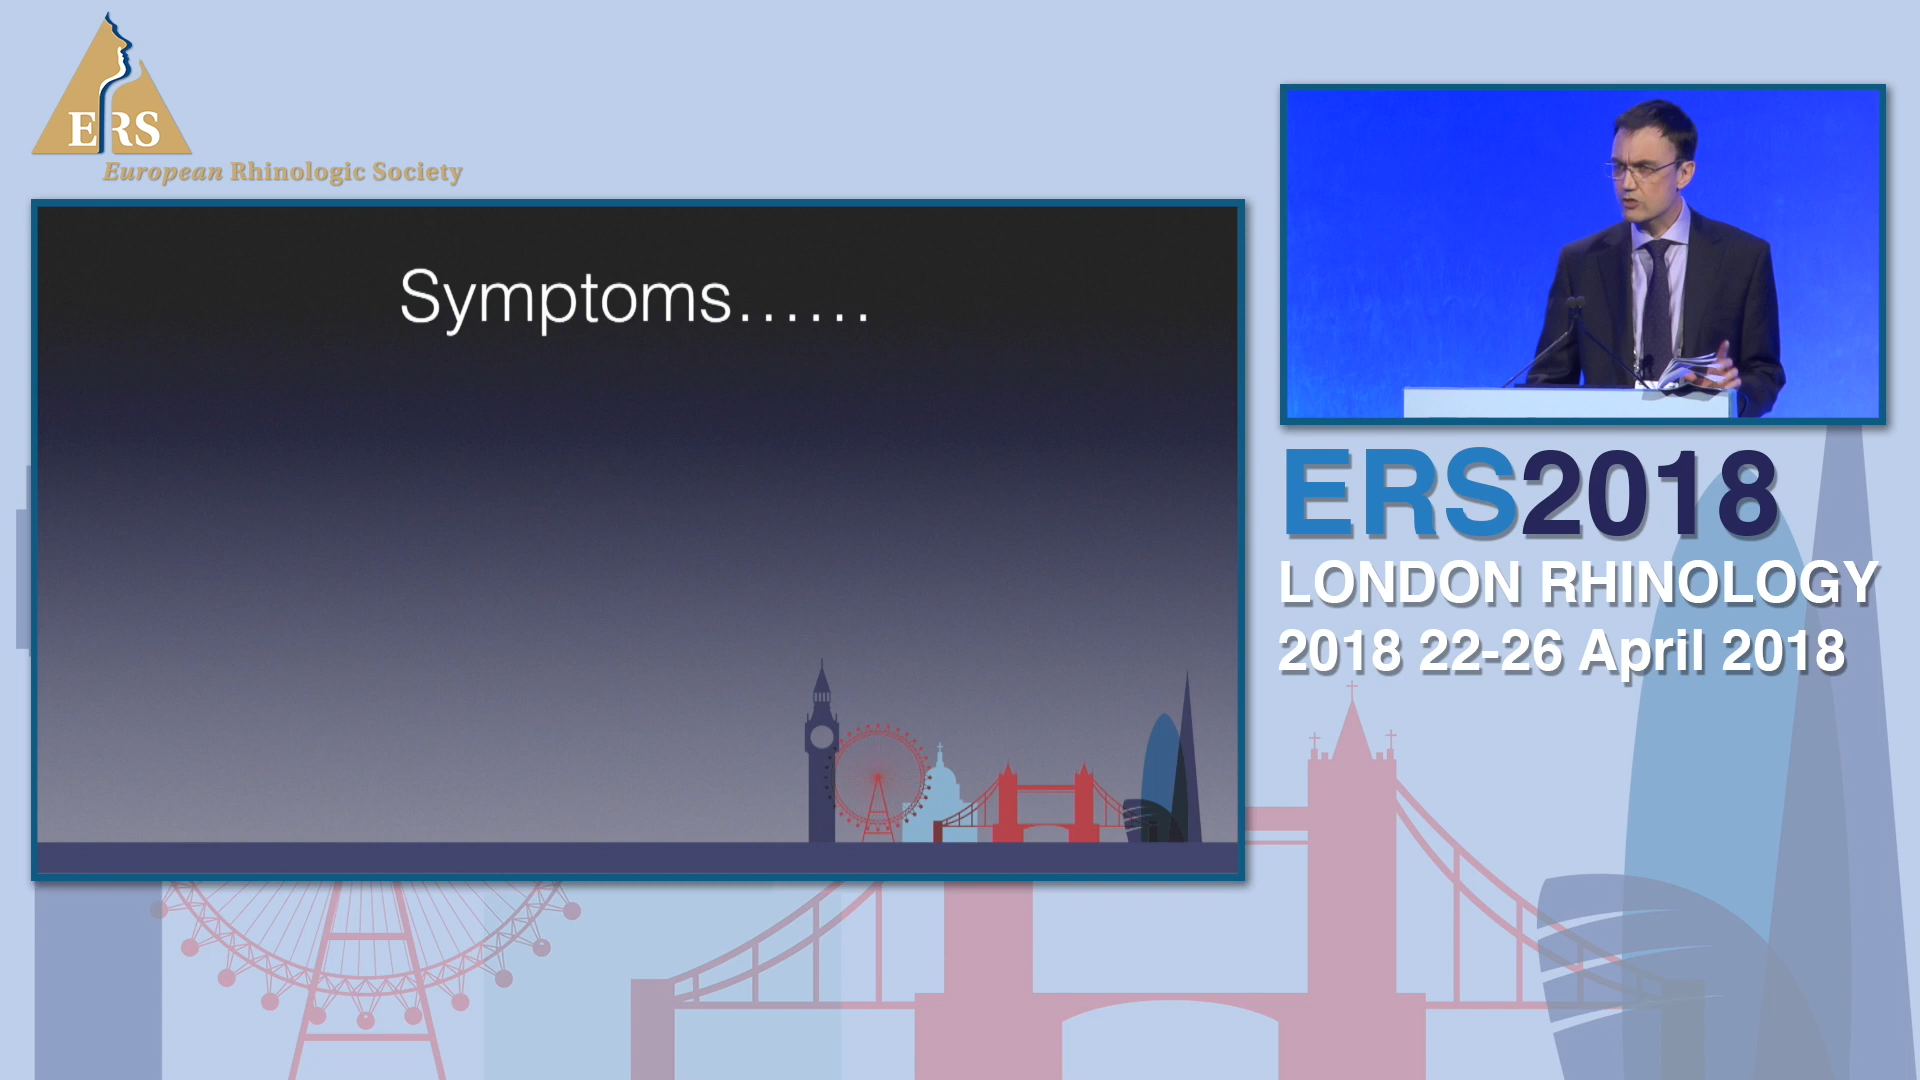 ERS
European Rhinologic Society
Symptoms......
ERS2018
LONDON RHINOLOGY
2018 22-26 April 2018